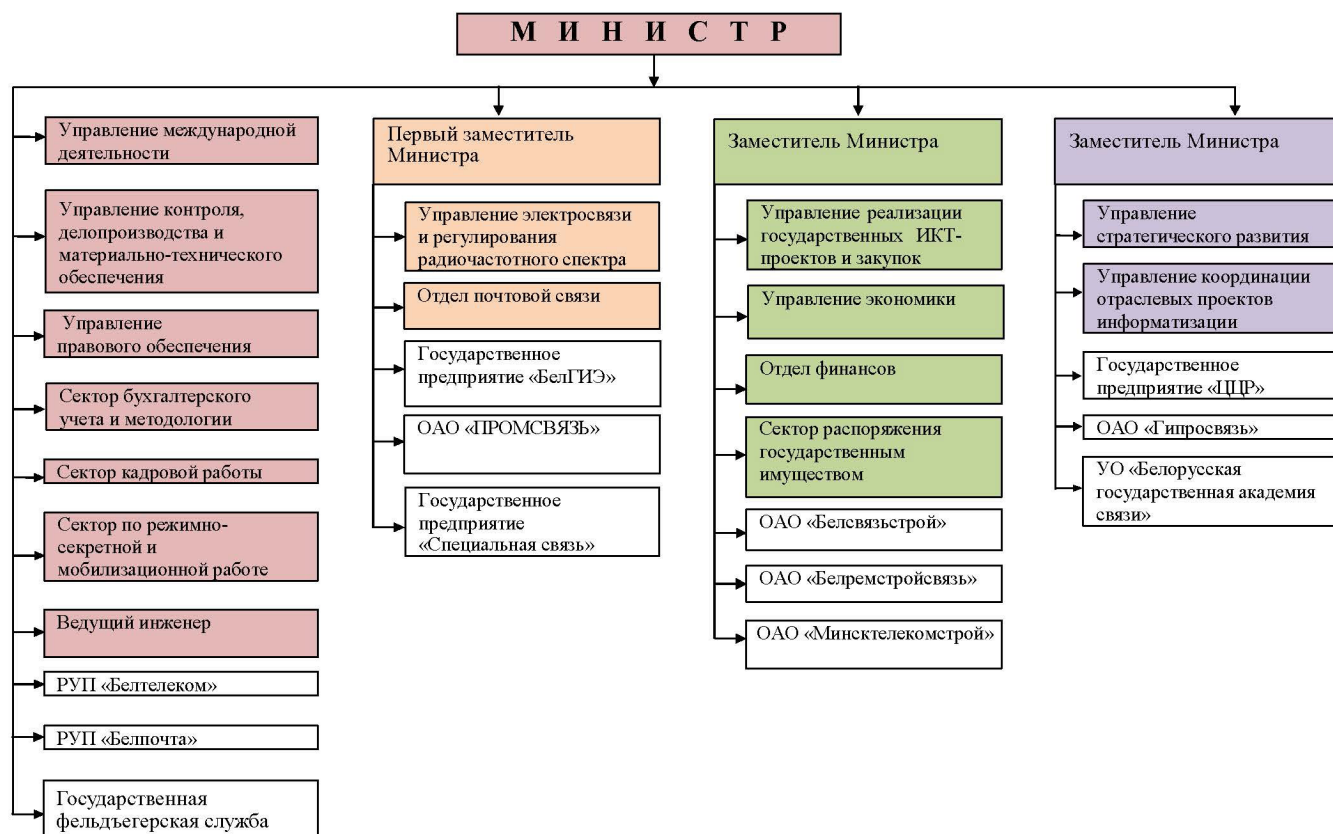 М И Н И С Т Р
Управление международной
деятельности
Управление контроля,
делопроизводства и
материально-технического
обеспечения
Управление
правового обеспечения
Сектор бухгалтерского
учета и методологии
Сектор кадровой работы
Сектор по режимно-
секретной и
мобилизационной работе
Ведущий инженер
РУП «Белтелеком»
РУП «Белпочта»
Государственная
фельдъегерская служба
Первый заместитель
Министра
Управление электросвязи
и регулирования
радиочастотного спектра
Отдел почтовой связи
Государственное
предприятие «БелГИЭ»
ОАО «ПРОМСВЯЗЬ»
Государственное
предприятие
«Специальная связь»
Заместитель Министра
Управление реализации
государственных ИКТ-
проектов и закупок
Управление экономики
Отдел финансов
Сектор распоряжения
государственным
имуществом
ОАО «Белсвязьстрой»
ОАО «Белремстройсвязь»
ОАО «Минсктелекомстрой»
Заместитель Министра
Управление
стратегического развития
Управление координации
отраслевых проектов
информатизации
Государственное
предприятие «ЦЦР»
ОАО «Гипросвязь»
УО «Белорусская
государственная академия
связи»